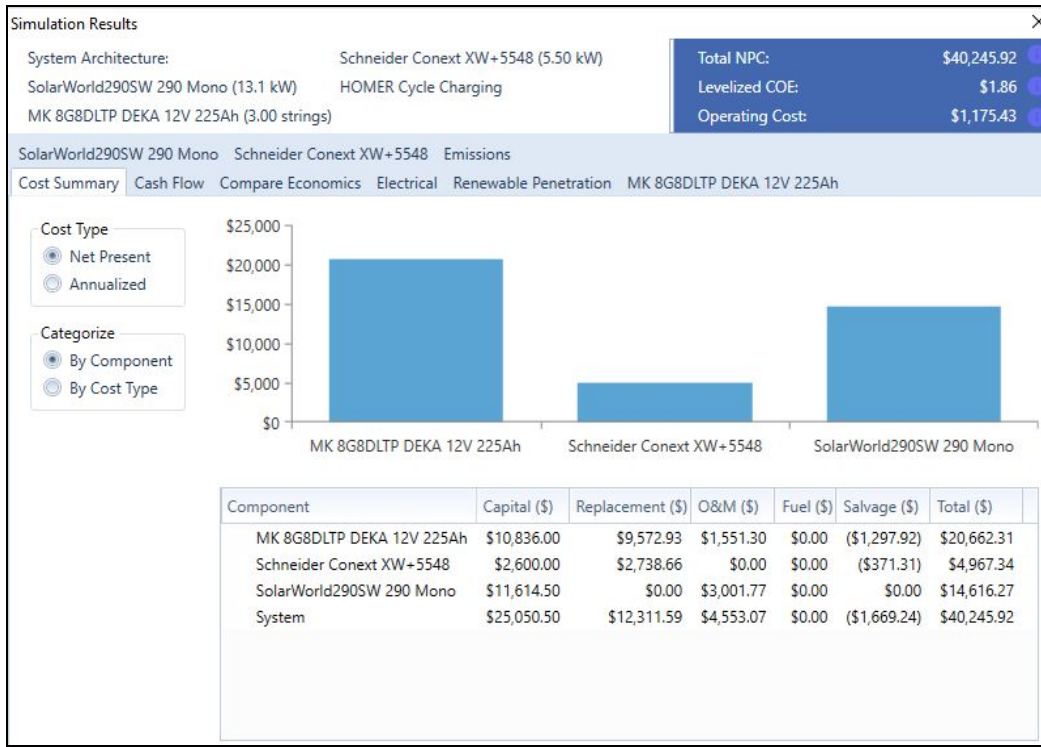 Simulation Results
System Architecture:
Schneider Conext XW+5548 (5.50 kW)
SolarWorld290SW 290 Mono (13.1 kW)
HOMER Cycle Charging
MK 8G8DLTP DEKA 12V 225Ah (3.00 strings)
Total NPC: $40,245.92
Levelized COE: $1.86
Operating Cost: $1,175.43
SolarWorld290SW 290 Mono Schneider Conext XW+5548 Emissions
Cost Summary Cash Flow Compare Economics Electrical Renewable Penetration MK 8G8DLTP DEKA 12V 225Ah
Cost Type
Net Present
Annualized
Categorize
By Component
By Cost Type
$25,000
$20,000
$15,000
$10,000
$5,000
$0
MK 8G8DLTP DEKA 12V 225Ah Schneider Conext XW+5548 SolarWorld290SW 290 Mono
Component Capital ($) Replacement ($) O&M ($) Fuel ($) Salvage ($) Total ($)
MK 8G8DLTP DEKA 12V 225Ah $10,836.00 $9,572.93 $1,551.30 $0.00 ($1,297.92) $20,662.31
Schneider Conext XW+5548 $2,600.00 $2,738.66 $0.00 $0.00 ($371.31) $4,967.34
SolarWorld290SW 290 Mono $11,614.50 $0.00 $3,001.77 $0.00 $0.00 $14,616.27
System $25,050.50 $12,311.59 $4,553.07 $0.00 ($1,669.24) $40,245.92